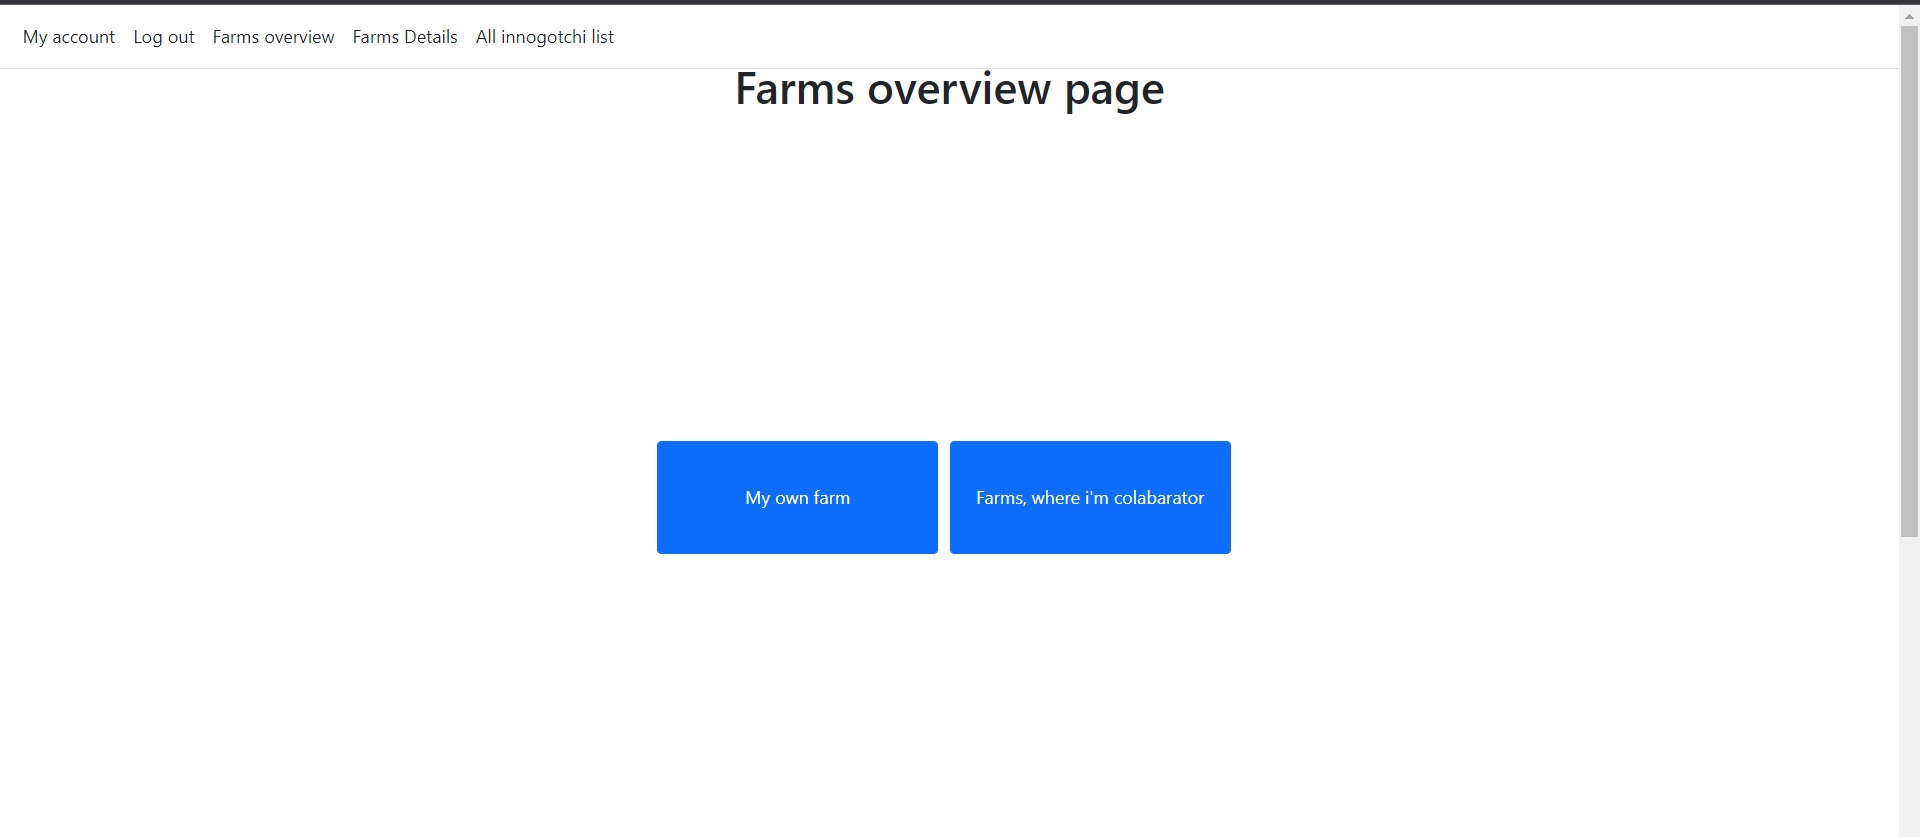 My account Log out Farms overview Farms Details All innogotchi list
Farms overview page
My own farm Farms, where i'm colabarator